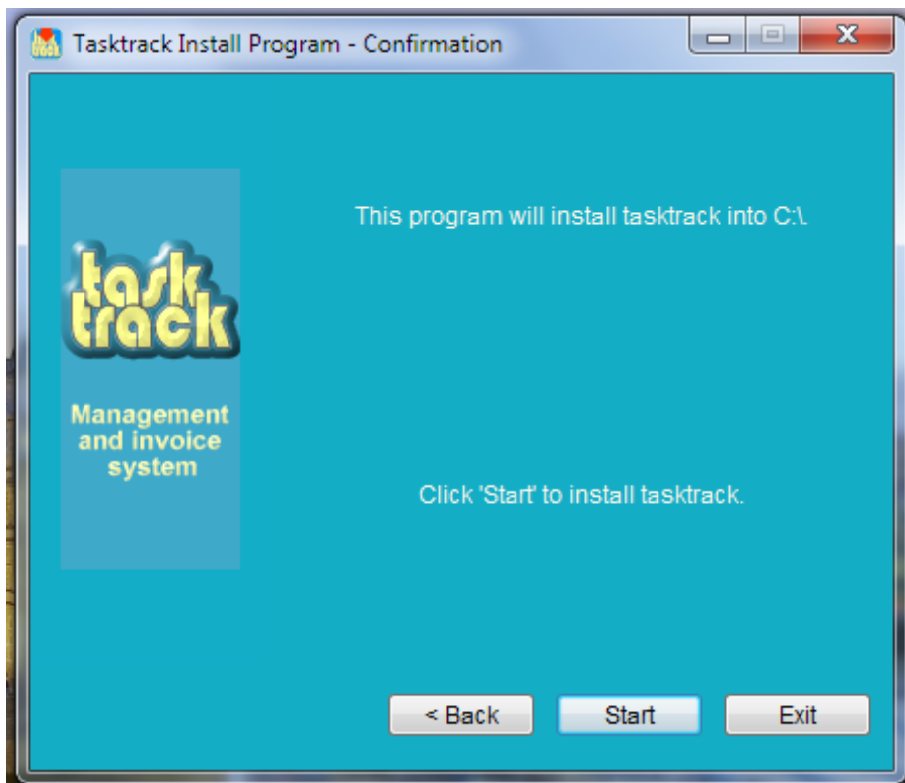 Tasktrack Install Program - Confirmation
This program will install tasktrack into C:\.
task
track
Management
and invoice
system
Click 'Start' to install tasktrack.
< Back
Start
Exit